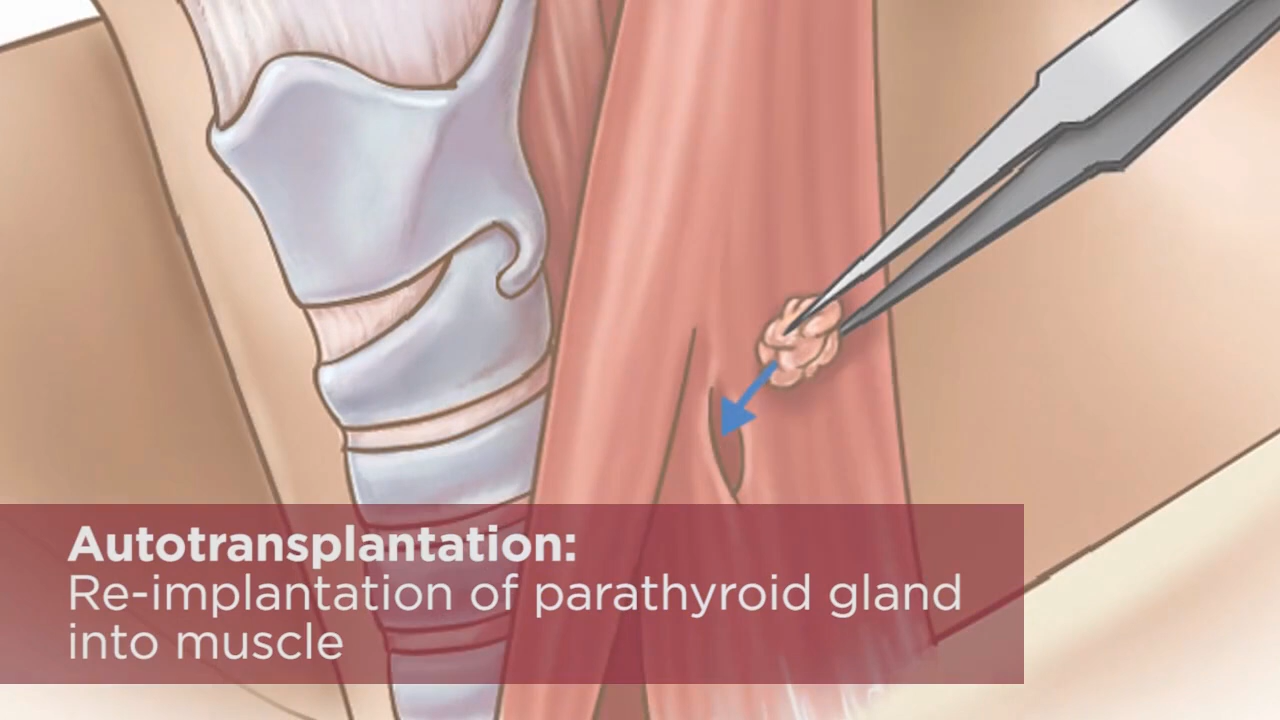 Autotransplantation:
Re-implantation of parathyroid gland
into muscle